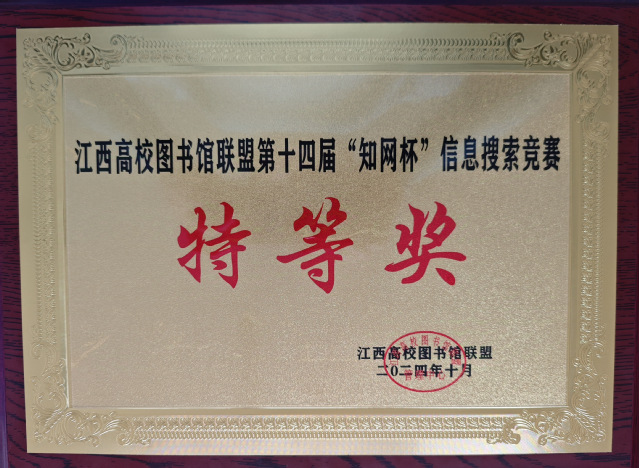 江西高校图书馆联盟第十四届“知网杯”信息搜索竞赛
特等奖
江西高校图书馆联盟
二〇二四年十月